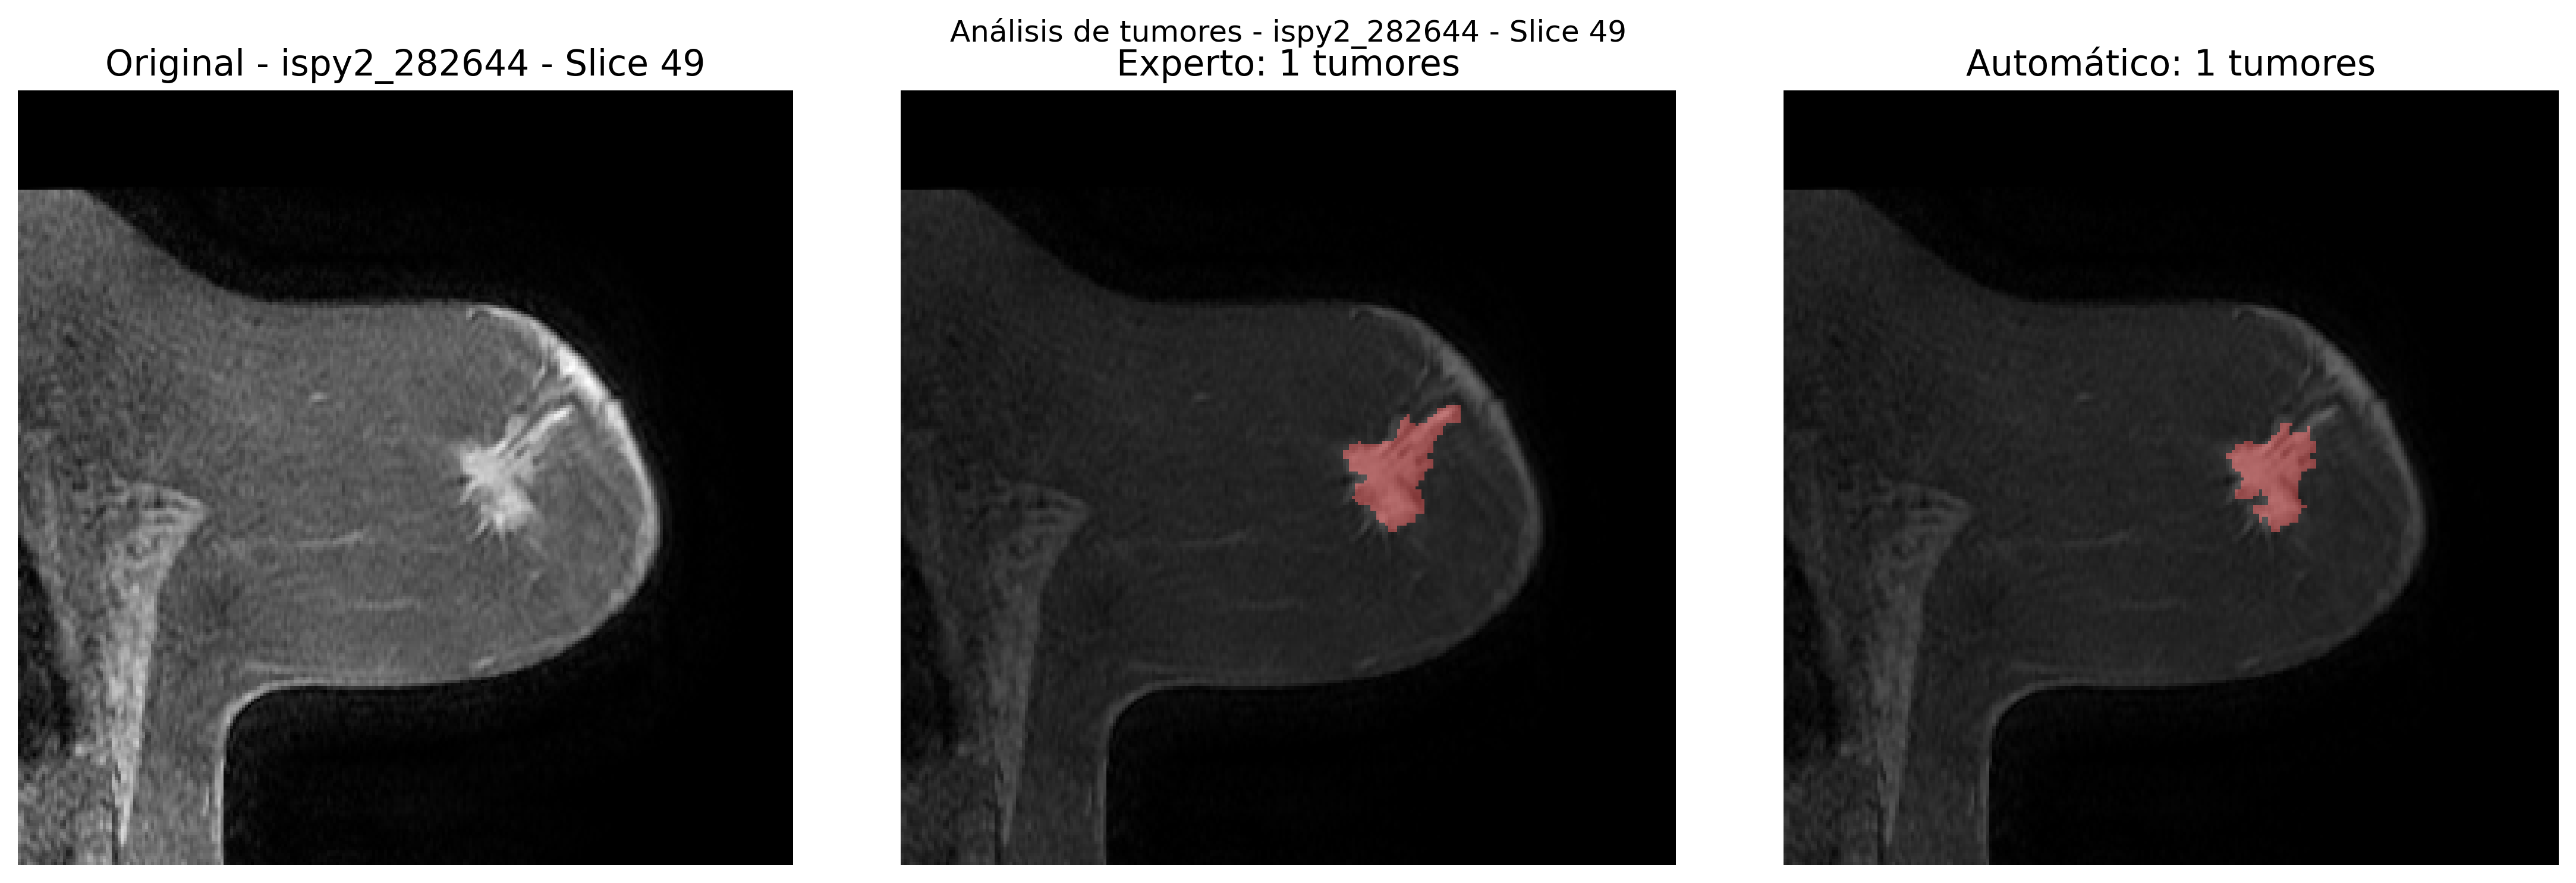 Análisis de tumores - ispy2_282644 - Slice 49
Original - ispy2_282644 - Slice 49
Experto: 1 tumores
Automático: 1 tumores